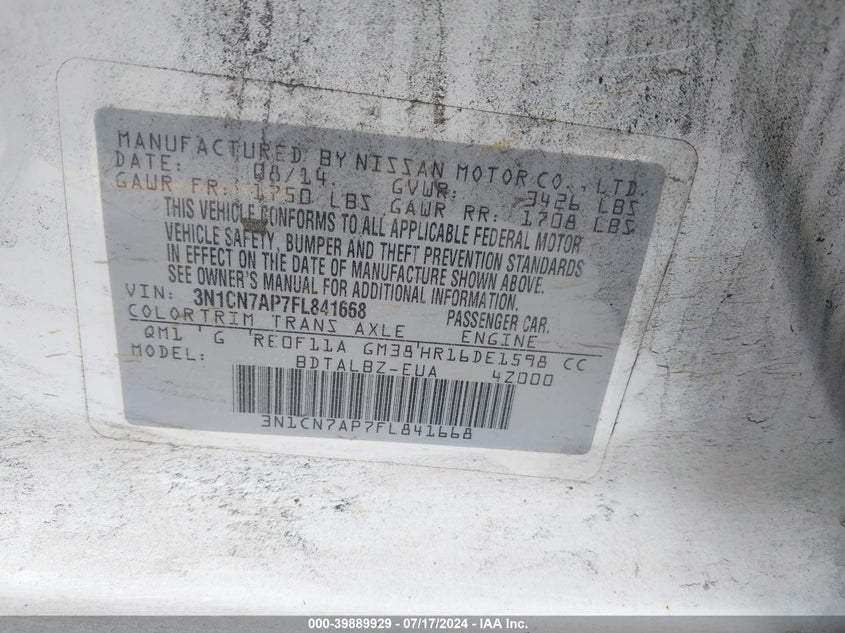 MANUFACTURED BY NISSAN MOTOR CO., LTD.
DATE: 08/14 GVWR: 3426 LBS
GAWR FR: 1750 LBS GAWR RR: 1708 LBS
THIS VEHICLE CONFORMS TO ALL APPLICABLE FEDERAL MOTOR
VEHICLE SAFETY, BUMPER AND THEFT PREVENTION STANDARDS
IN EFFECT ON THE DATE OF MANUFACTURE SHOWN ABOVE.
SEE OWNER'S MANUAL FOR ADDITIONAL INFORMATION.
VIN: 3N1CN7AP7FL841668 PASSENGER CAR.
COLOR TRIM TRANS AXLE ENGINE
QM1 ' G 'RE0F11A GM38'HR16DE1598 CC
MODEL: BDTALBZ-EUA 42000
3N1CN7AP7FL841668
000-39889929 - 07/17/2024 - IAA Inc.